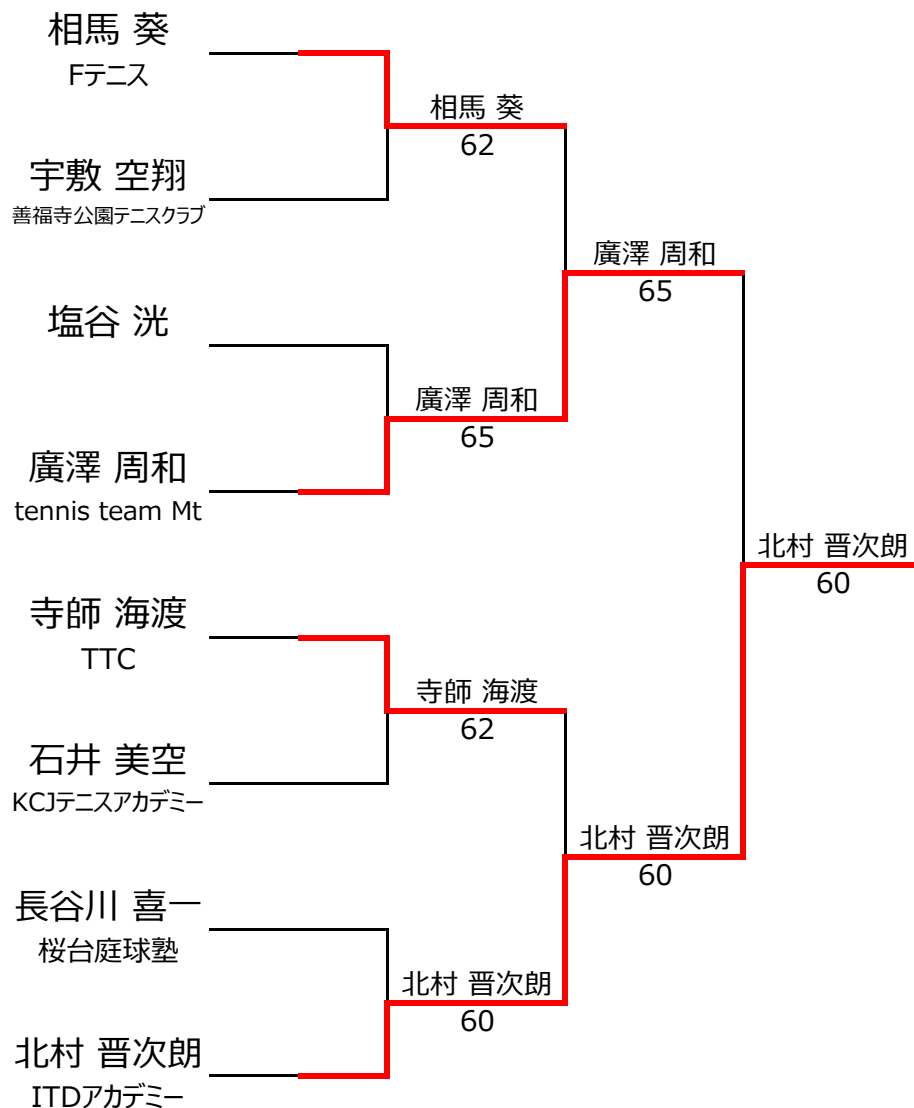 相馬 葵
Fテニス
宇敷 空翔
善福寺公園テニスクラブ
塩谷 洸
廣澤 周和
tennis team Mt
寺師 海渡
TTC
石井 美空
KCJテニスアカデミー
長谷川 喜一
桜台庭球塾
北村 晋次朗
ITDアカデミー
相馬 葵
62
廣澤 周和
65
寺師 海渡
62
北村 晋次朗
60
廣澤 周和
65
北村 晋次朗
60
北村 晋次朗
60